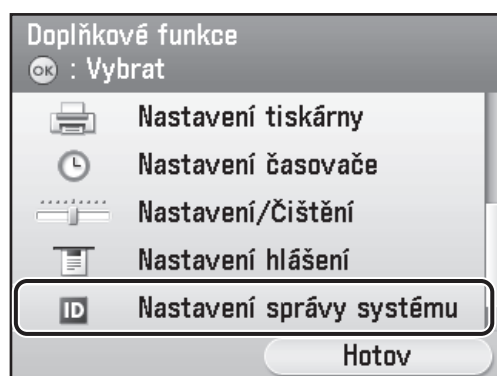 Doplňkové funkce
OK : Vybrat
Nastavení tiskárny
Nastavení časovače
Nastavení/Čištění
Nastavení hlášení
ID Nastavení správy systému
Hotov